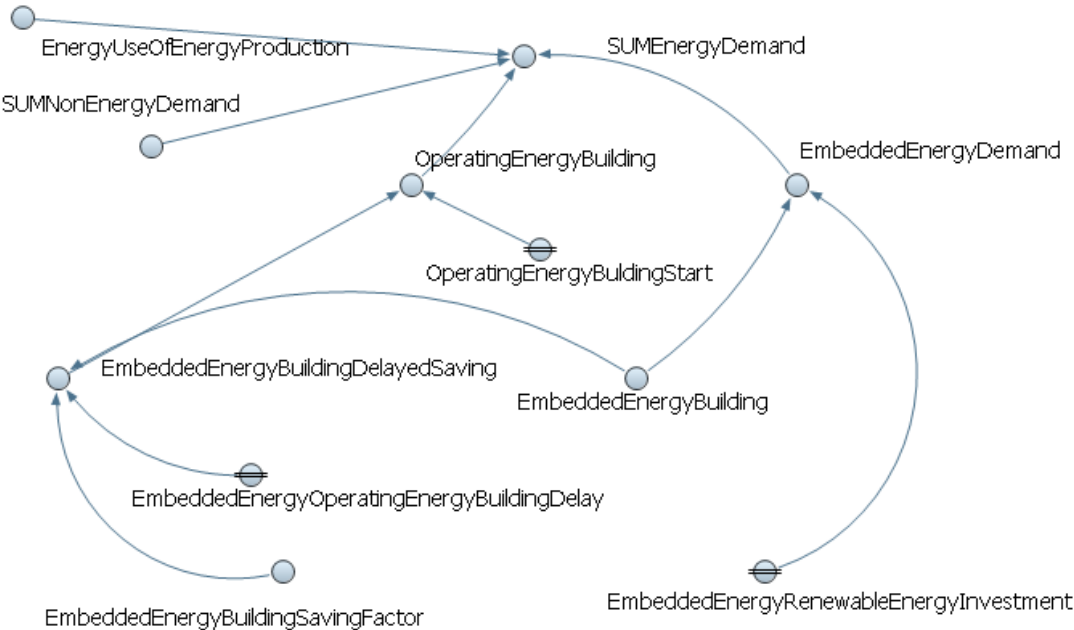 SUMEnergyDemand
EnergyUseOfEnergyProduction
SUMNonEnergyDemand
EmbeddedEnergyDemand
OperatingEnergyBuilding
OperatingEnergyBuldingStart
EmbeddedEnergyBuildingDelayedSaving
EmbeddedEnergyBuilding
EmbeddedEnergyOperatingEnergyBuildingDelay
EmbeddedEnergyRenewableEnergyInvestment
EmbeddedEnergyBuildingSavingFactor